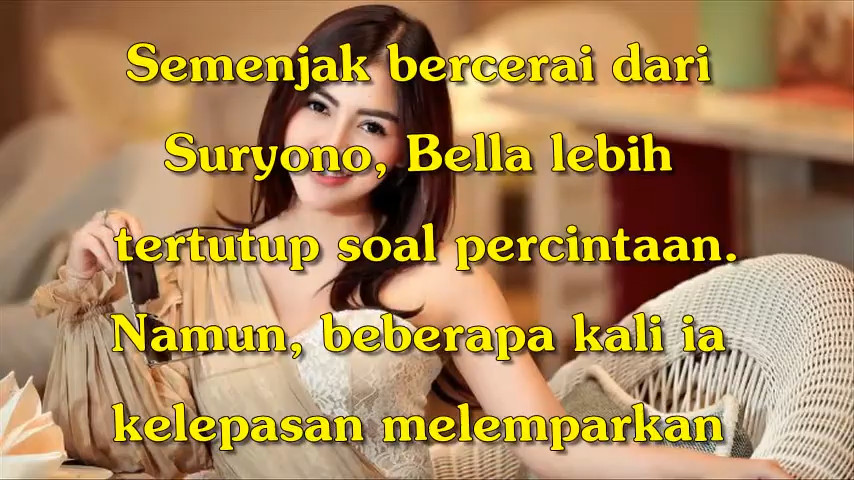 Semenjak bercerai dari
Suryono, Bella lebih
tertutup soal percintaan.
Namun, beberapa kali ia
kelepasan melemparkan